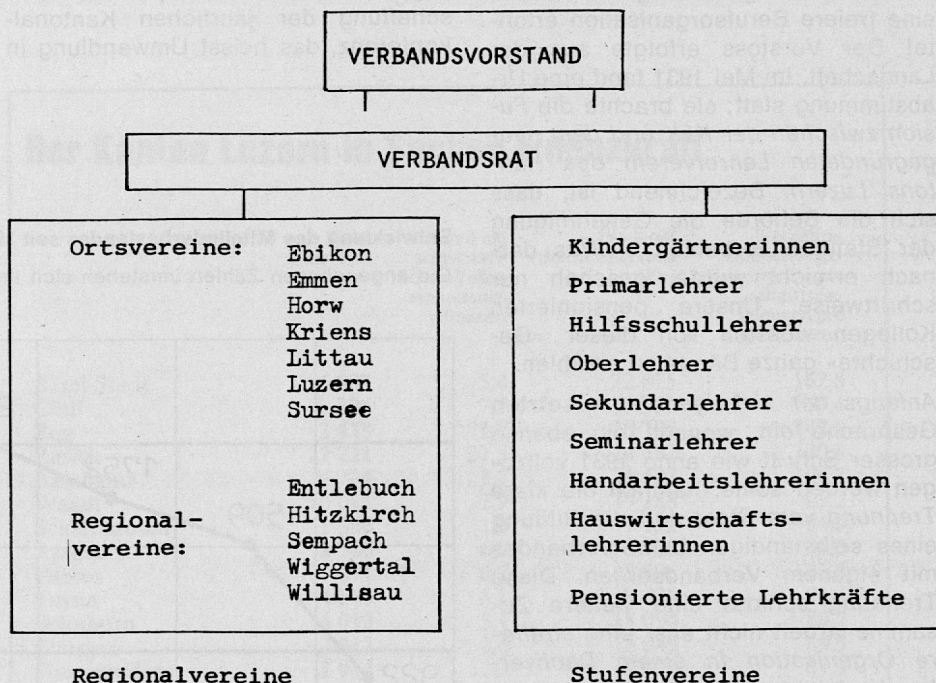 VERBANDSVORSTAND
VERBANDSRAT
Ortsvereine:
Ebikon
Emmen
Horw
Kriens
Littau
Luzern
Sursee
Regional-
vereine:
Entlebuch
Hitzkirch
Sempach
Wiggertal
Willisau
Regionalvereine
Kindergärtnerinnen
Primarlehrer
Hilfsschullehrer
Oberlehrer
Sekundarlehrer
Seminarlehrer
Handarbeitslehrerinnen
Hauswirtschafts-
lehrerinnen
Pensionierte Lehrkräfte
Stufenvereine